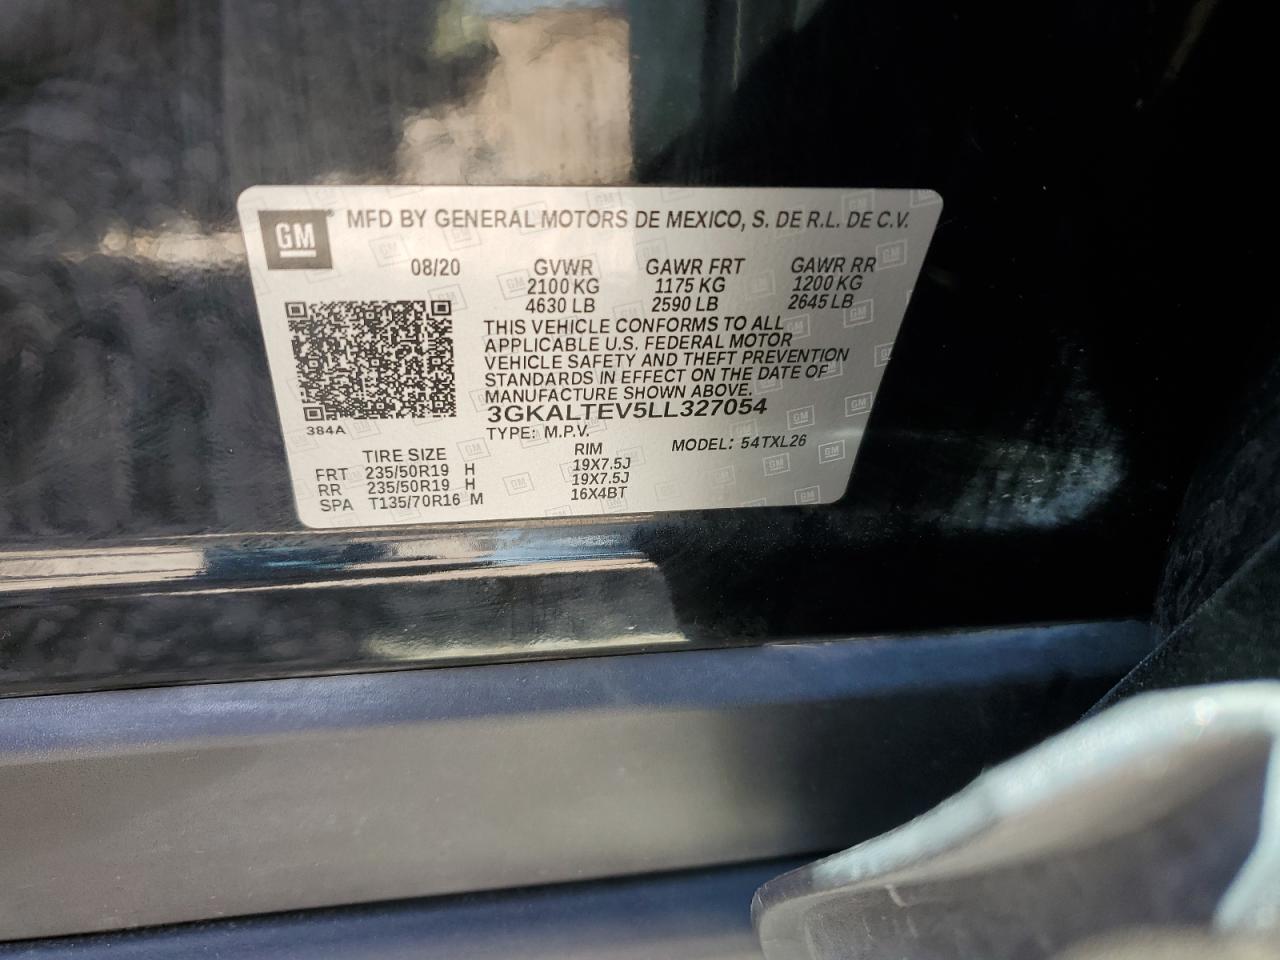 GM® MFD BY GENERAL MOTORS DE MEXICO, S. DE R.L. DE C.V.
08/20 GVWR GAWR FRT GAWR RR
2100 KG 1175 KG 1200 KG
4630 LB 2590 LB 2645 LB
THIS VEHICLE CONFORMS TO ALL
APPLICABLE U.S. FEDERAL MOTOR
VEHICLE SAFETY AND THEFT PREVENTION
STANDARDS IN EFFECT ON THE DATE OF
MANUFACTURE SHOWN ABOVE.
3GKALTEV5LL327054
384A
TYPE: M.P.V. MODEL: 54TXL26
TIRE SIZE RIM
FRT 235/50R19 H 19X7.5J
RR 235/50R19 H 19X7.5J
SPA T135/70R16 M 16X4BT